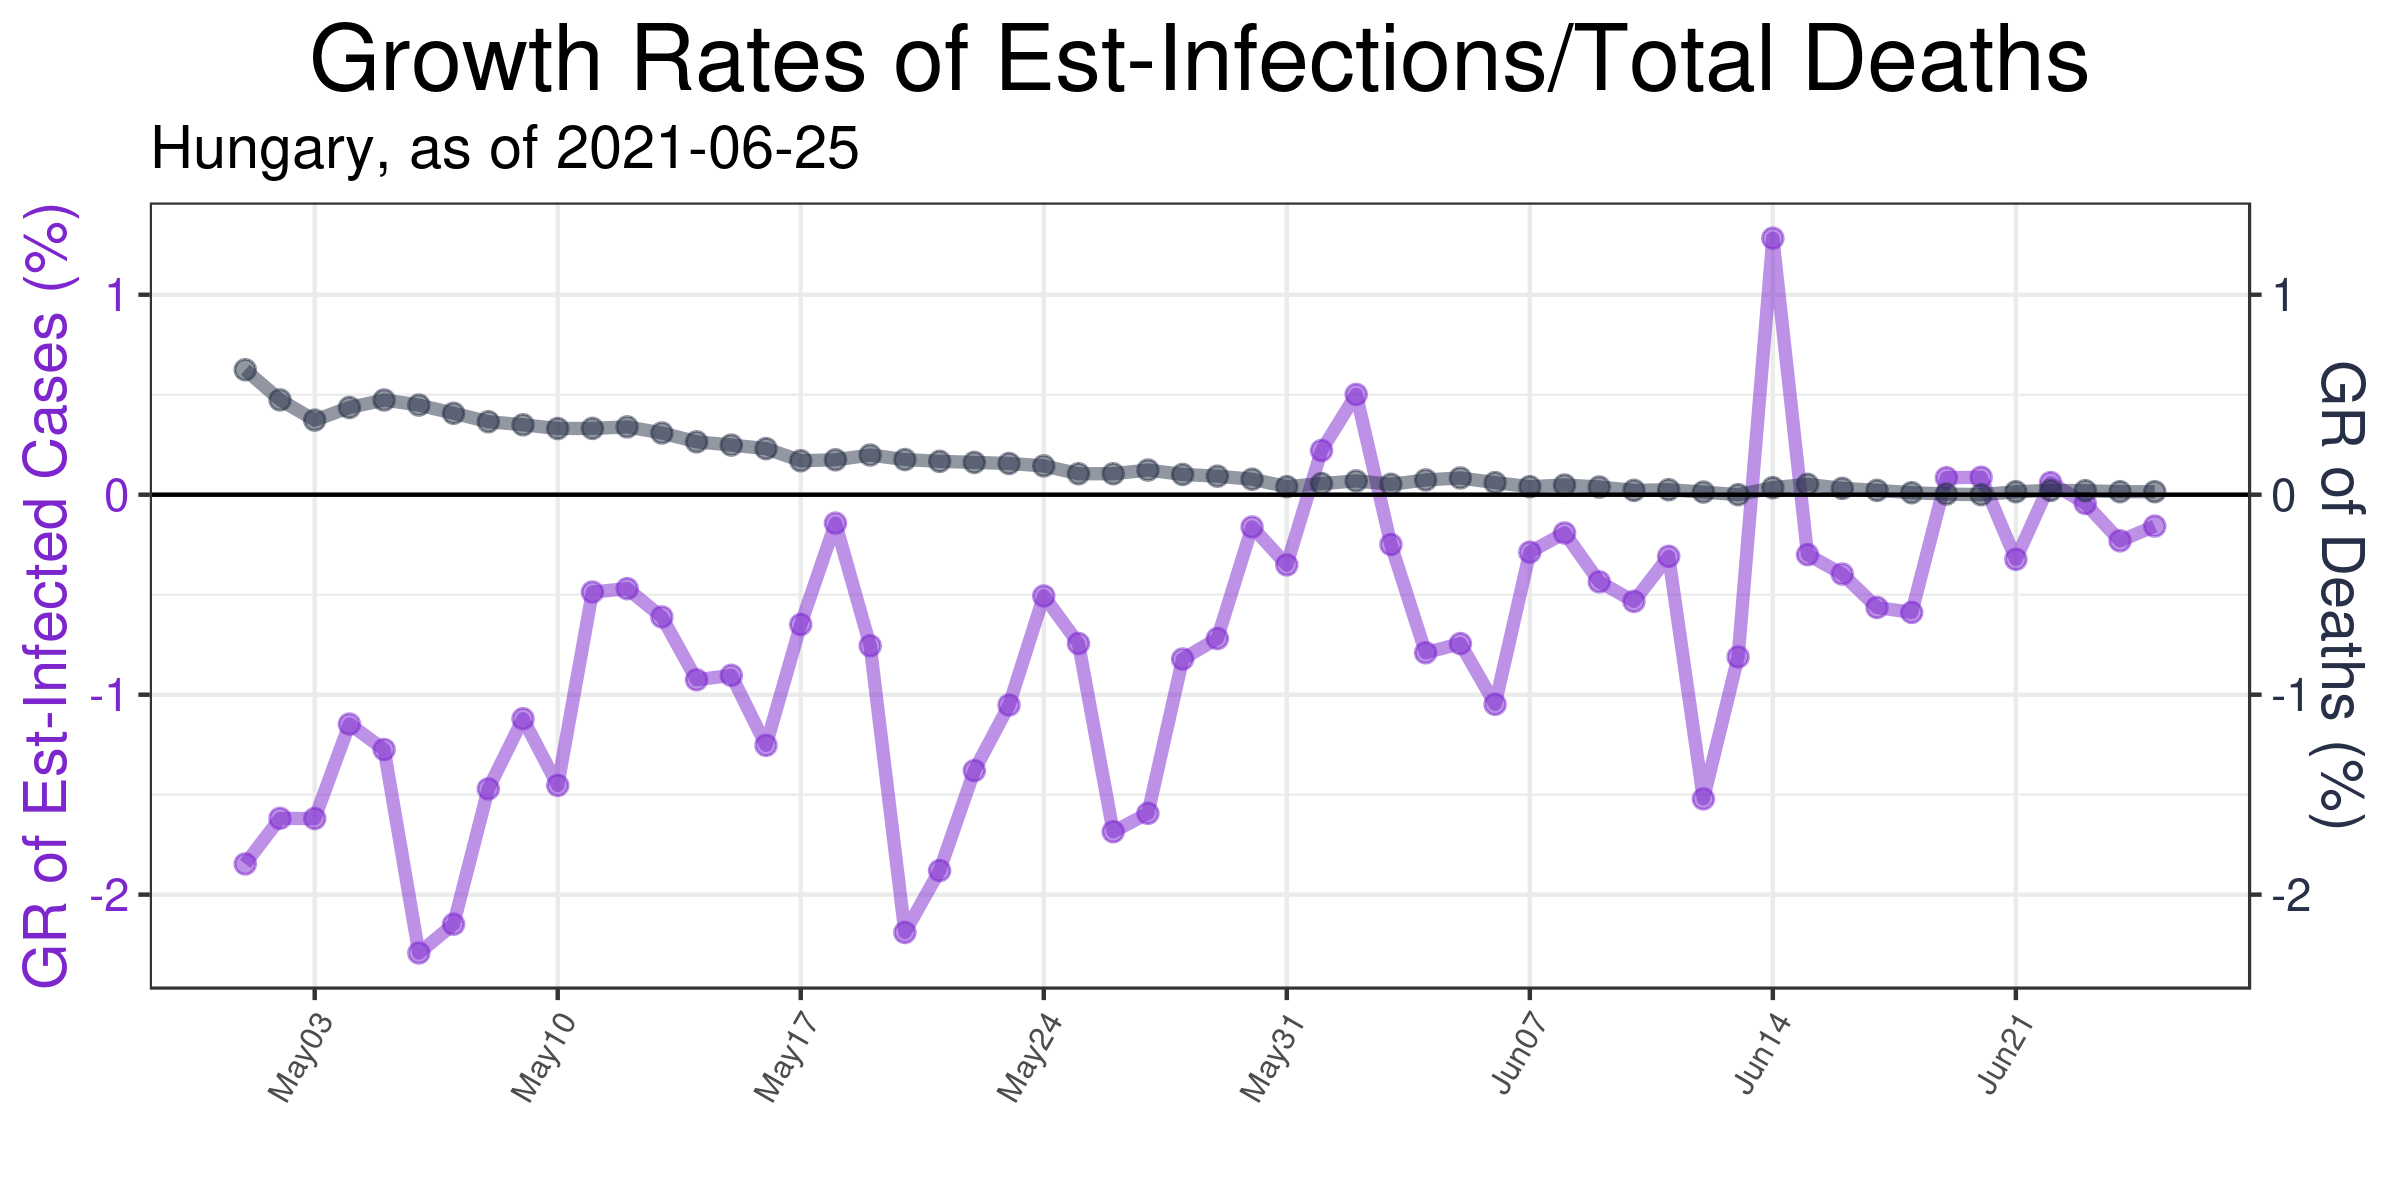 Growth Rates of Est-Infections/Total Deaths
Hungary, as of 2021-06-25
GR of Est-Infected Cases (%)
1
0
-1
-2
1
0
-1
-2
GR of Deaths (%)
May03
May10
May17
May24
May31
Jun07
Jun14
Jun21